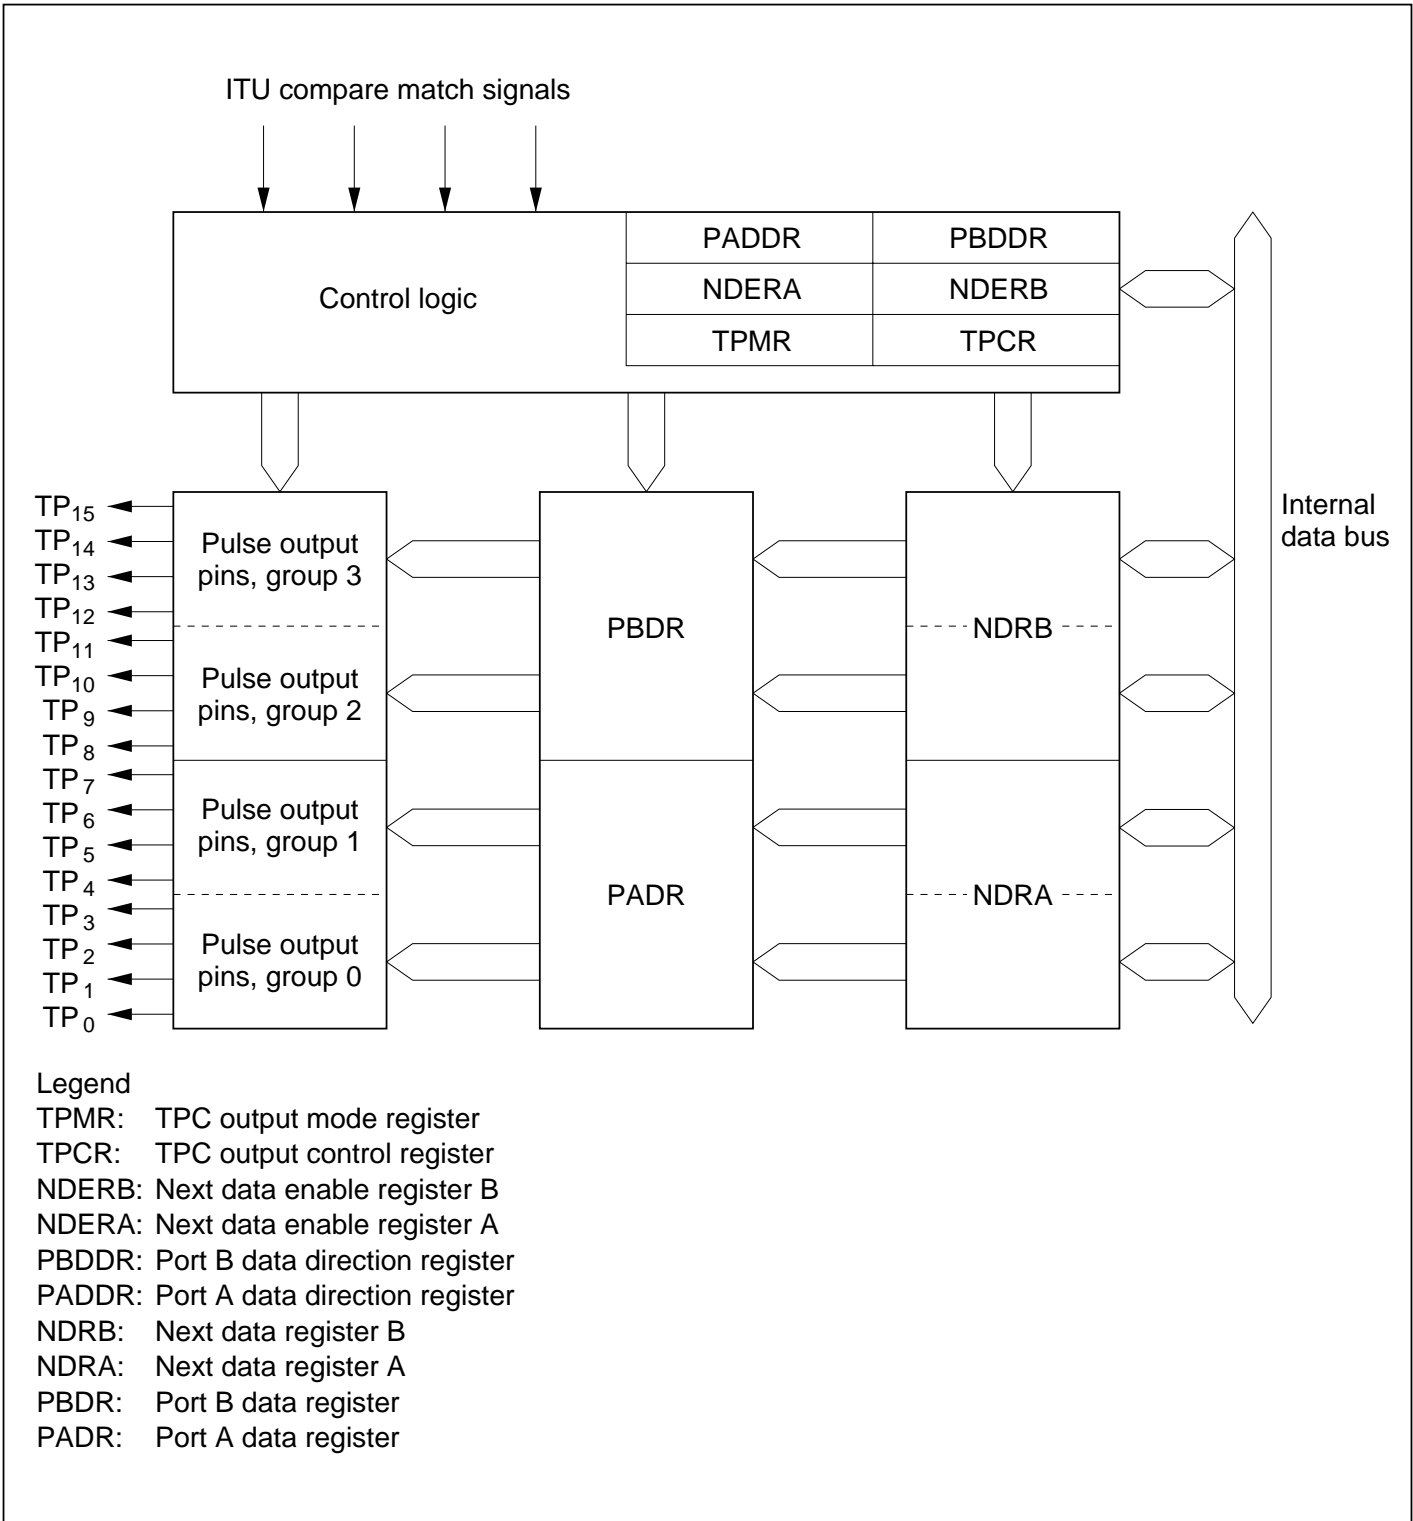 ITU compare match signals
Control logic
PADDR PBDDR
NDERA NDERB
TPMR TPCR
Internal
data bus
TP15
TP14
TP13
TP12
TP11
TP10
TP9
TP8
TP7
TP6
TP5
TP4
TP3
TP2
TP1
TP0
Pulse output
pins, group 3
Pulse output
pins, group 2
Pulse output
pins, group 1
Pulse output
pins, group 0
PBDR
PADR
NDRB
NDRA
Legend
TPMR: TPC output mode register
TPCR: TPC output control register
NDERB: Next data enable register B
NDERA: Next data enable register A
PBDDR: Port B data direction register
PADDR: Port A data direction register
NDRB: Next data register B
NDRA: Next data register A
PBDR: Port B data register
PADR: Port A data register